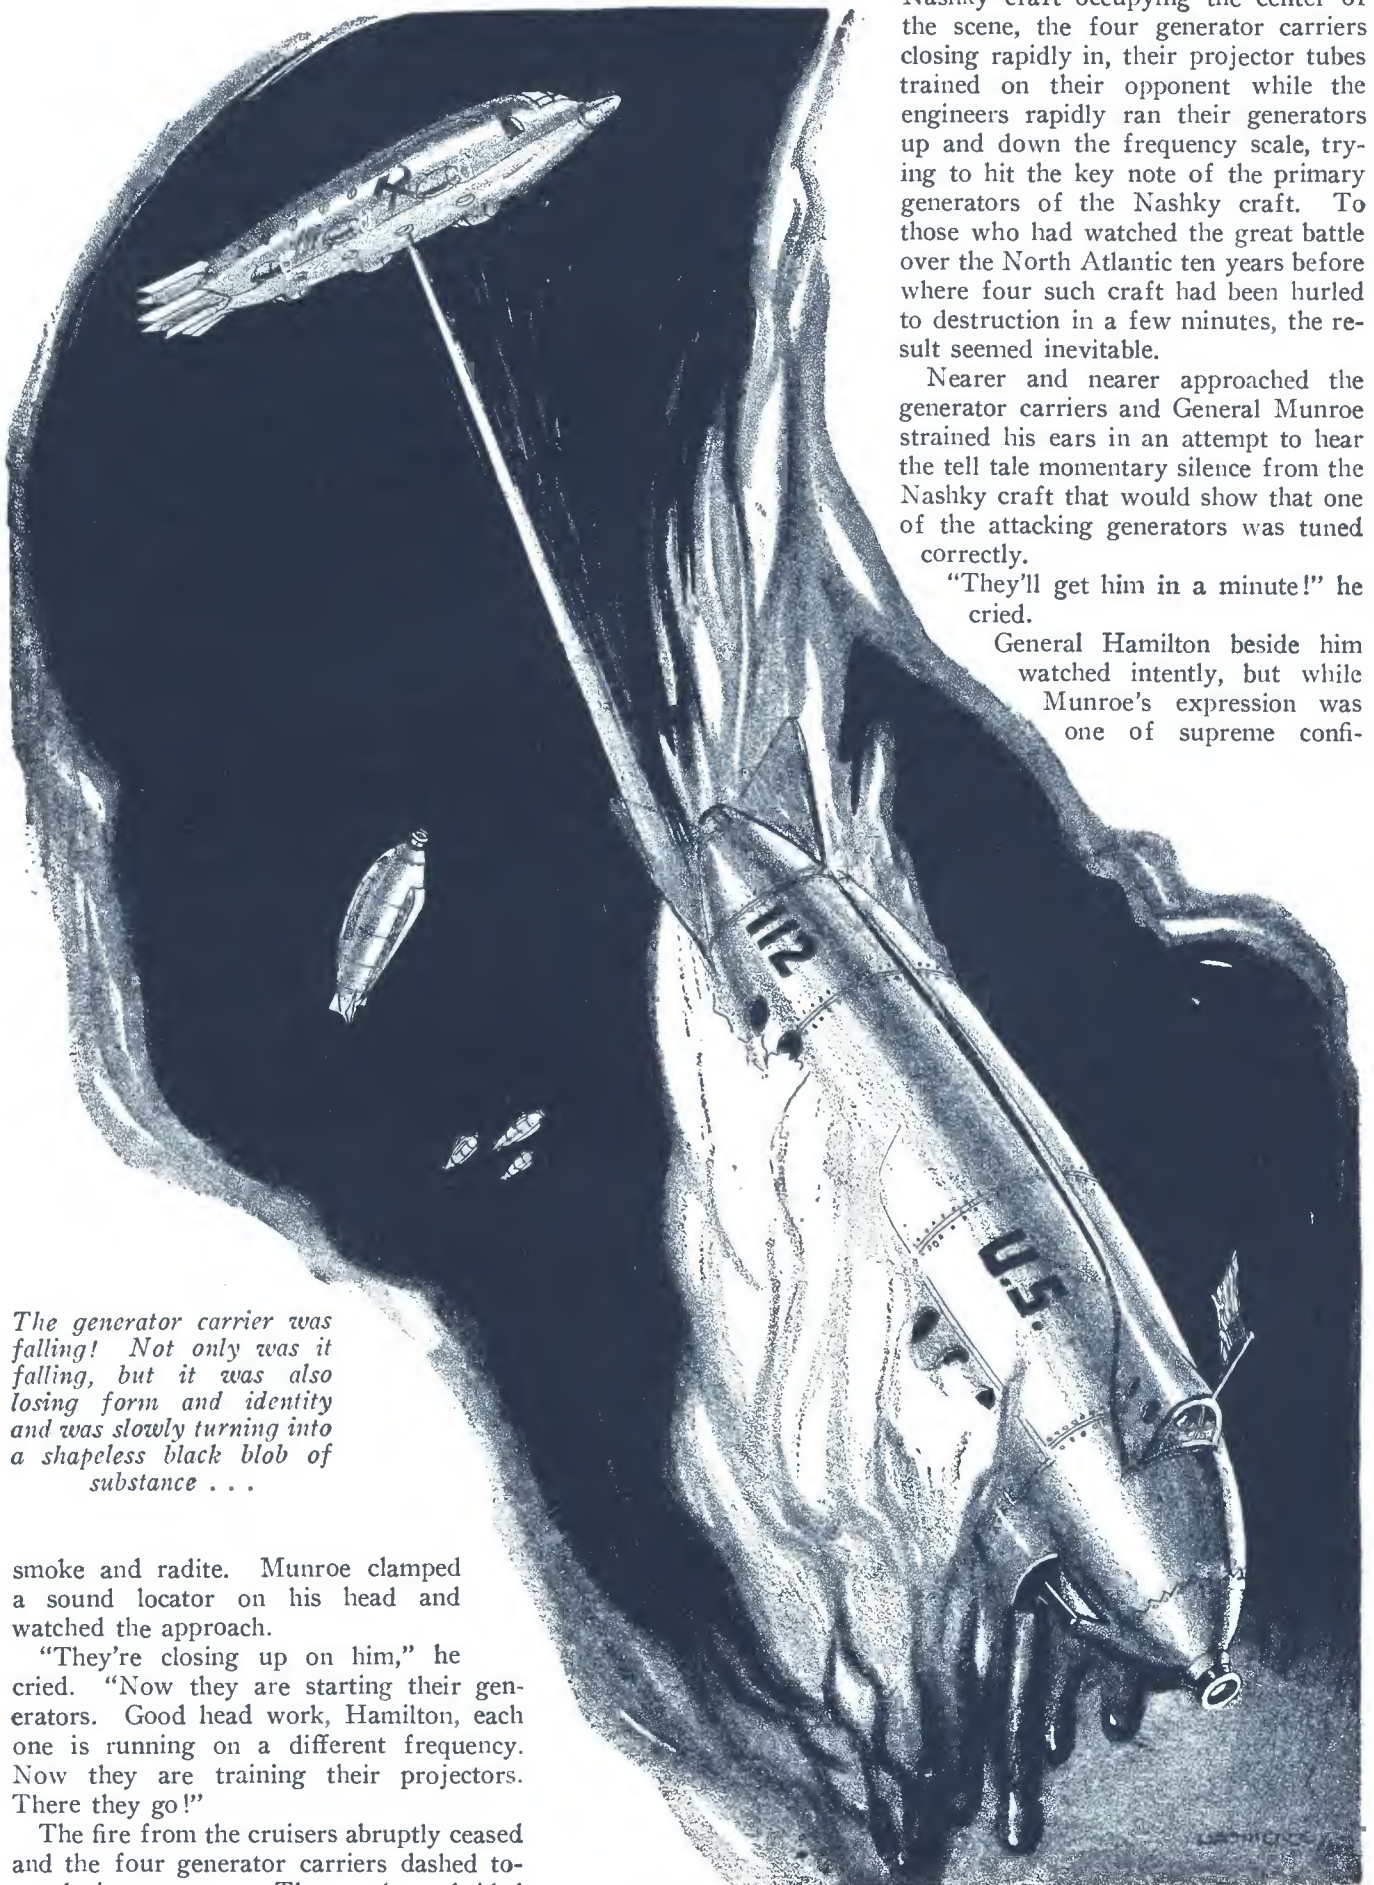 the scene, the four generator carriers
closing rapidly in, their projector tubes
trained on their opponent while the
engineers rapidly ran their generators
up and down the frequency scale, try-
ing to hit the key note of the primary
generators of the Nashky craft. To
those who had watched the great battle
over the North Atlantic ten years before
where four such craft had been hurled
to destruction in a few minutes, the re-
sult seemed inevitable.
Nearer and nearer approached the
generator carriers and General Munroe
strained his ears in an attempt to hear
the tell tale momentary silence from the
Nashky craft that would show that one
of the attacking generators was tuned
correctly.
"They'll get him in a minute!" he
cried.
General Hamilton beside him
watched intently, but while
Munroe's expression was
one of supreme confi-
112
U.S.
The generator carrier was
falling! Not only was it
falling, but it was also
losing form and identity
and was slowly turning into
a shapeless black blob of
substance . . .
smoke and radite. Munroe clamped
a sound locator on his head and
watched the approach.
"They're closing up on him," he
cried. "Now they are starting their gen-
erators. Good head work, Hamilton, each
one is running on a different frequency.
Now they are training their projectors.
There they go!"
The fire from the cruisers abruptly ceased
and the four generator carriers dashed to-